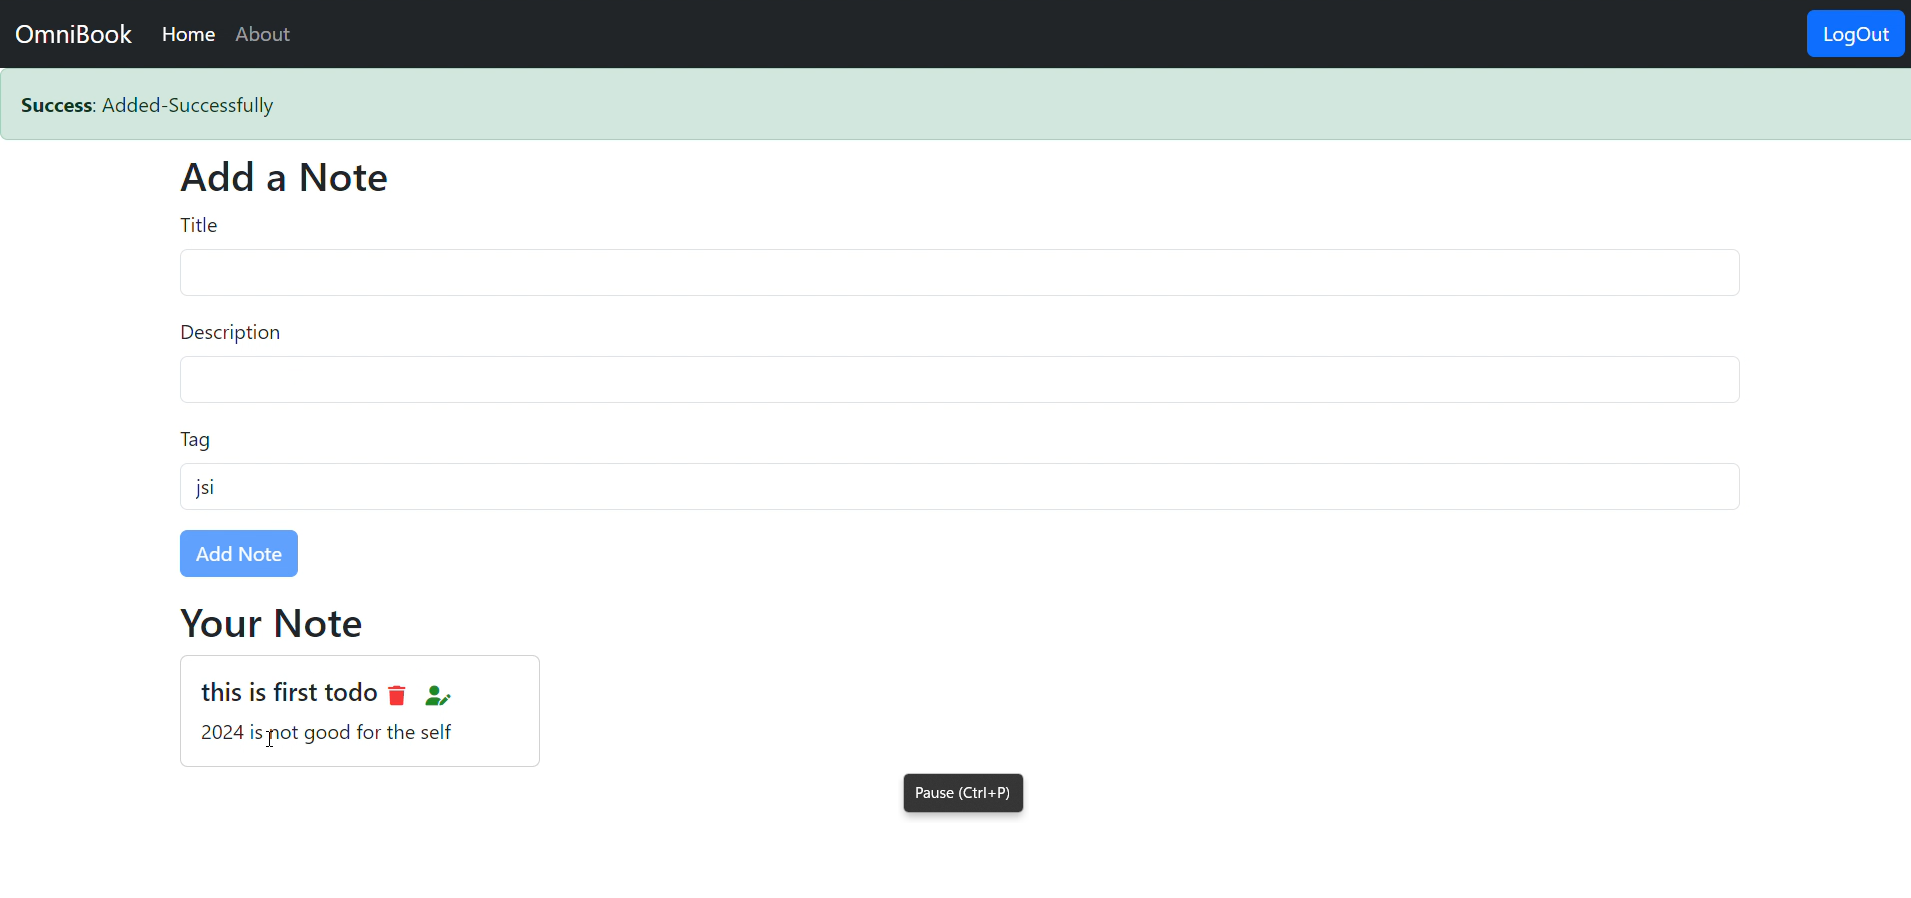 OmniBook Home About LogOut
Success: Added-Successfully
Add a Note
Title
Description
Tag
jsi
Add Note
Your Note
this is first todo
2024 is not good for the self
Pause (Ctrl+P)